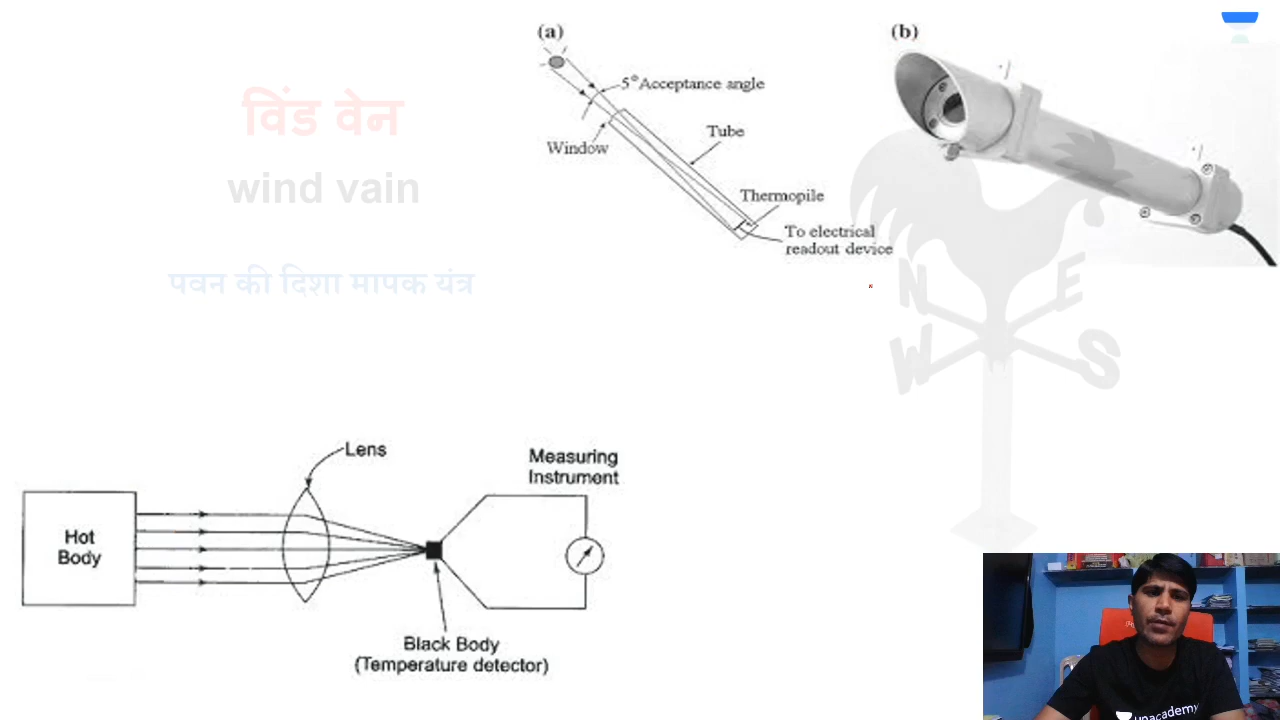 (a)
(b)
5° Acceptance angle
Window
Tube
Thermopile
To electrical
readout device
विंड वेन
wind vain
पवन की दिशा मापक यंत्र
N
E
W
S
Lens
Measuring
Instrument
Hot
Body
Black Body
(Temperature detector)
unacademy